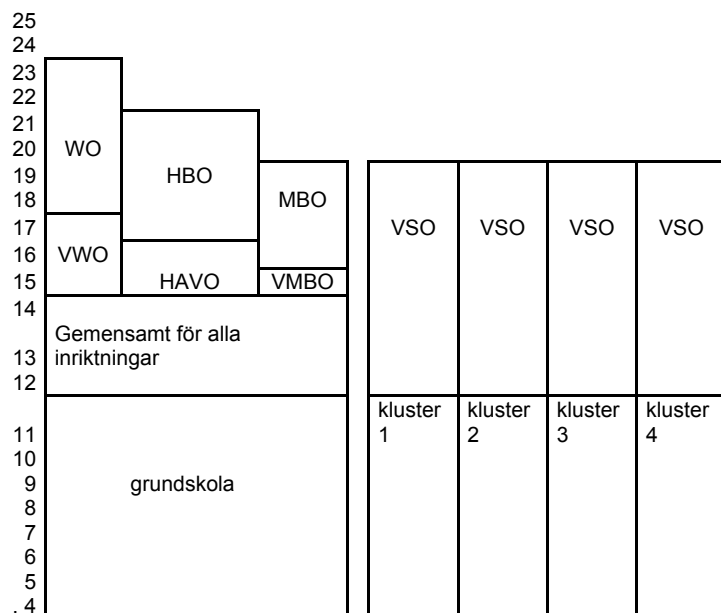 25
24
23
22
21
20
19
18
17
16
15
14
13
12
11
10
9
8
7
6
5
. 4
WO
HBO
MBO
VWO
HAVO
VMBO
Gemensamt för alla
inriktningar
grundskola
VSO
VSO
VSO
VSO
kluster
1
kluster
2
kluster
3
kluster
4